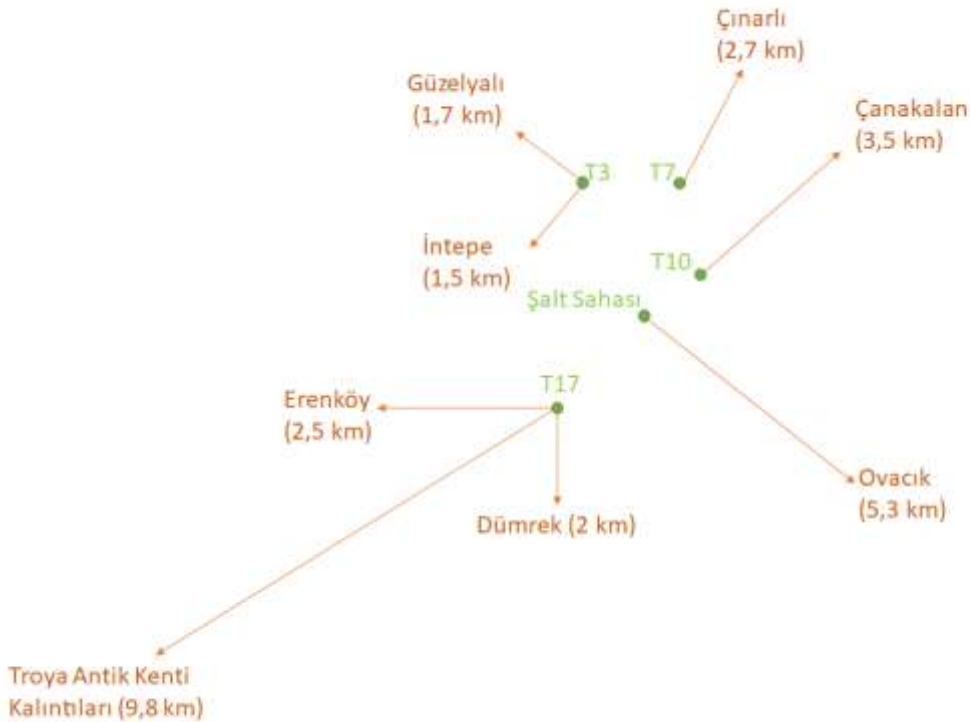 Çınarlı
(2,7 km)
Güzelyalı
(1,7 km)
Çanakalan
(3,5 km)
T3
T7
İntepe
(1,5 km)
T10
Şalt Sahası
T17
Erenköy
(2,5 km)
Ovacık
(5,3 km)
Dümrek (2 km)
Troya Antik Kenti
Kalıntıları (9,8 km)